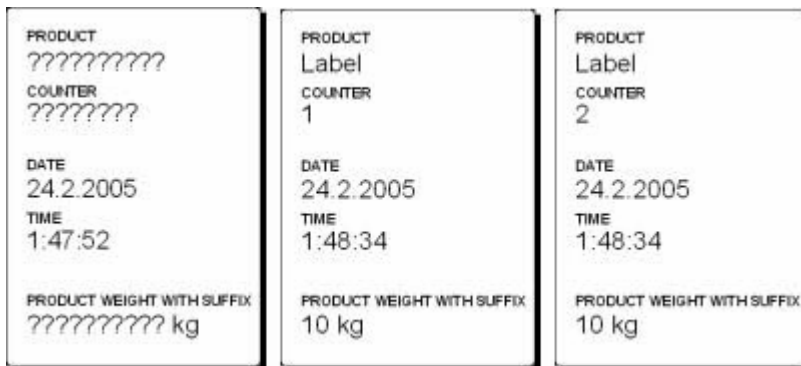 PRODUCT
??????????
COUNTER
????????
DATE
24.2.2005
TIME
1:47:52
PRODUCT WEIGHT WITH SUFFIX
?????????? kg
PRODUCT
Label
COUNTER
1
DATE
24.2.2005
TIME
1:48:34
PRODUCT WEIGHT WITH SUFFIX
10 kg
PRODUCT
Label
COUNTER
2
DATE
24.2.2005
TIME
1:48:34
PRODUCT WEIGHT WITH SUFFIX
10 kg